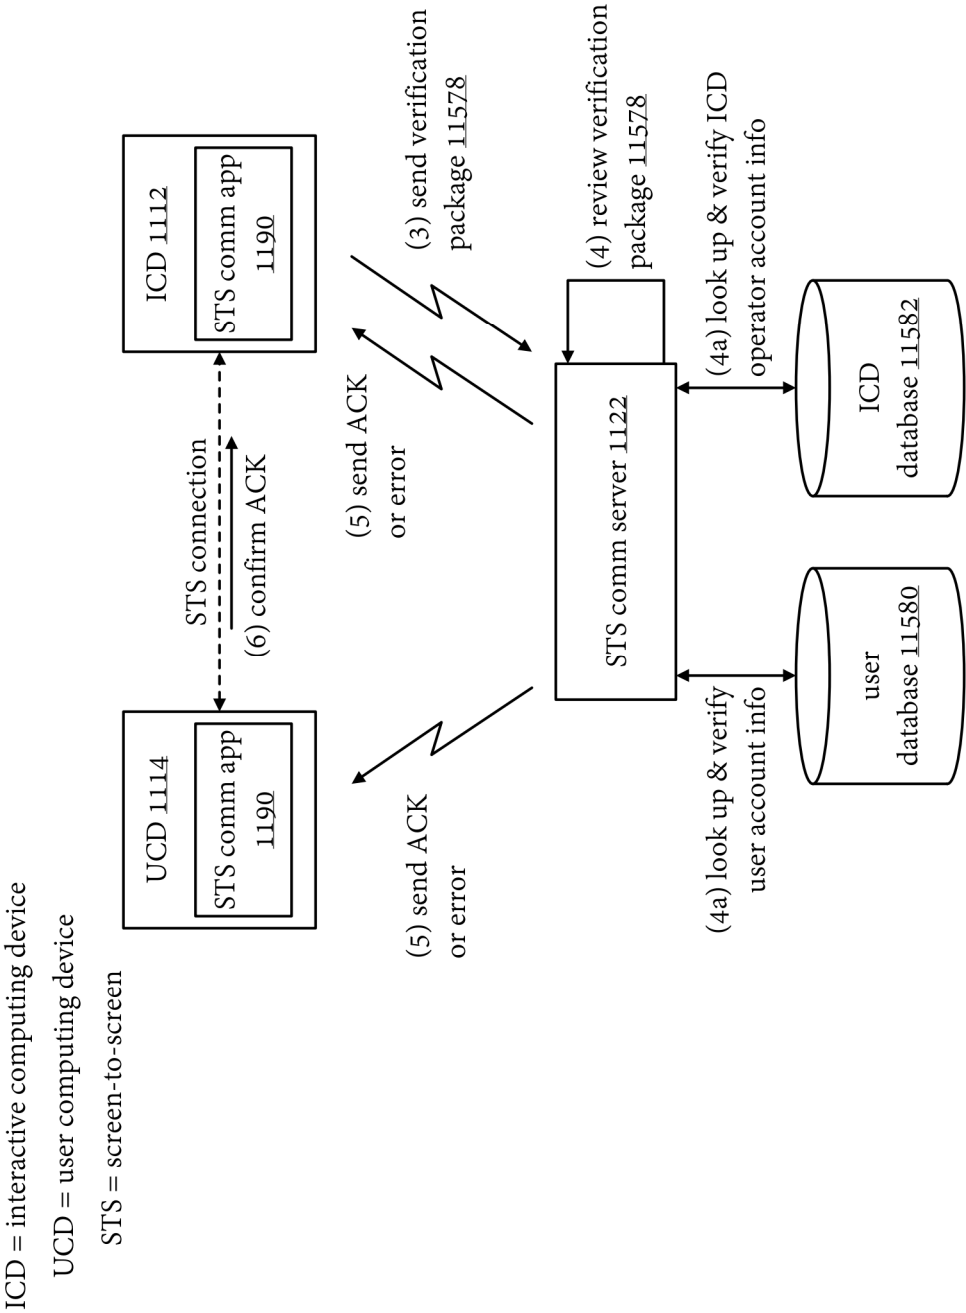 ICD = interactive computing device
UCD = user computing device
STS = screen-to-screen
UCD 1114
STS comm app
1190
STS connection
(6) confirm ACK
ICD 1112
STS comm app
1190
(5) send ACK
or error
(5) send ACK
or error
(3) send verification
package 11578
STS comm server 1122
(4) review verification
package 11578
(4a) look up & verify
user account info
(4a) look up & verify ICD
operator account info
user
database 11580
ICD
database 11582